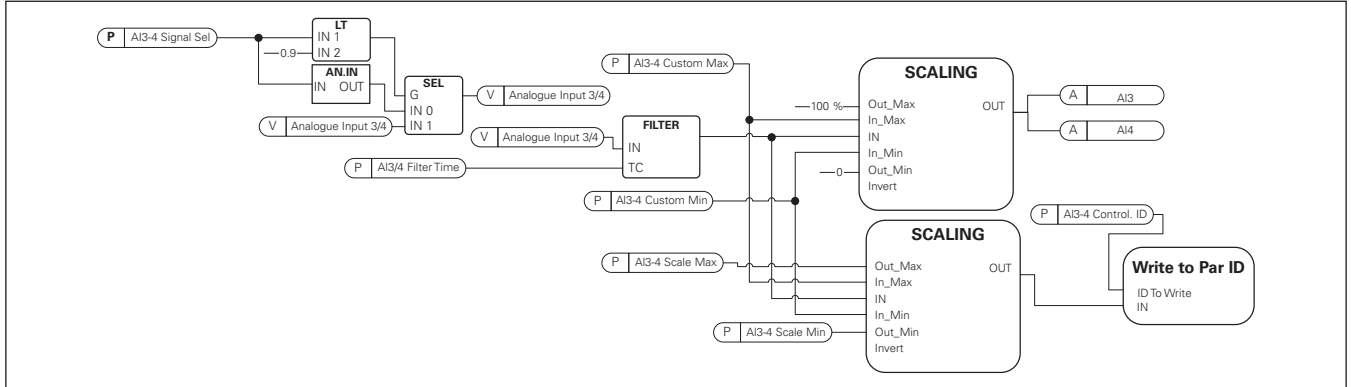 P AI3-4 Signal Sel
LT
IN 1
0.9 IN 2
AN.IN
IN OUT
SEL
G
IN 0
IN 1
V Analogue Input 3/4
V Analogue Input 3/4
P AI3-4 Custom Max
V Analogue Input 3/4
FILTER
IN
TC
P AI3/4 Filter Time
P AI3-4 Custom Min
SCALING
100 % Out_Max OUT
In_Max
IN
In_Min
0 Out_Min
Invert
A AI3
A AI4
P AI3-4 Scale Max
P AI3-4 Scale Min
SCALING
Out_Max OUT
In_Max
IN
In_Min
Out_Min
Invert
P AI3-4 Control. ID
Write to Par ID
ID To Write
IN